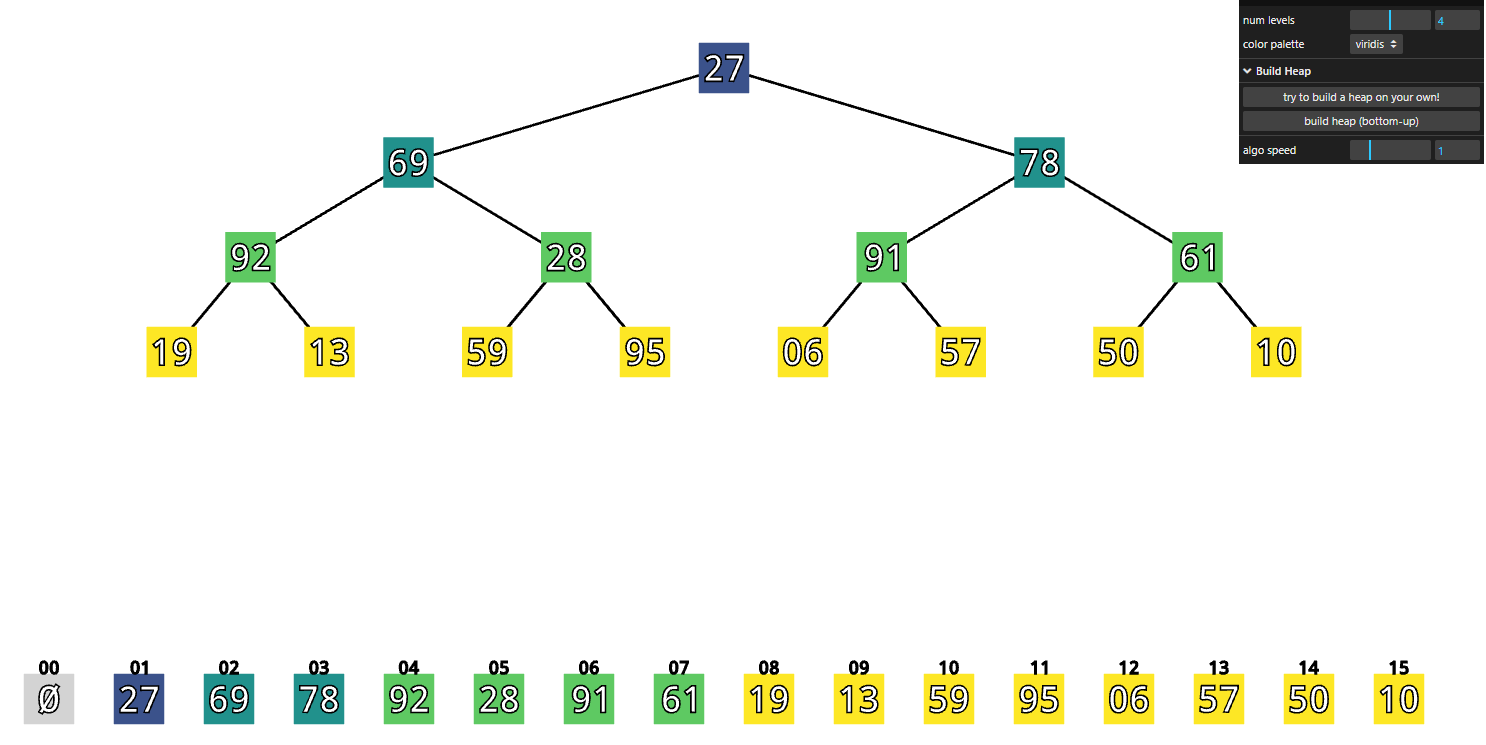 num levels 4
color palette viridis
Build Heap
try to build a heap on your own!
build heap (bottom-up)
algo speed 1
27
69 78
92 28 91 61
19 13 59 95 06 57 50 10
00 01 02 03 04 05 06 07 08 09 10 11 12 13 14 15
Ø 27 69 78 92 28 91 61 19 13 59 95 06 57 50 10